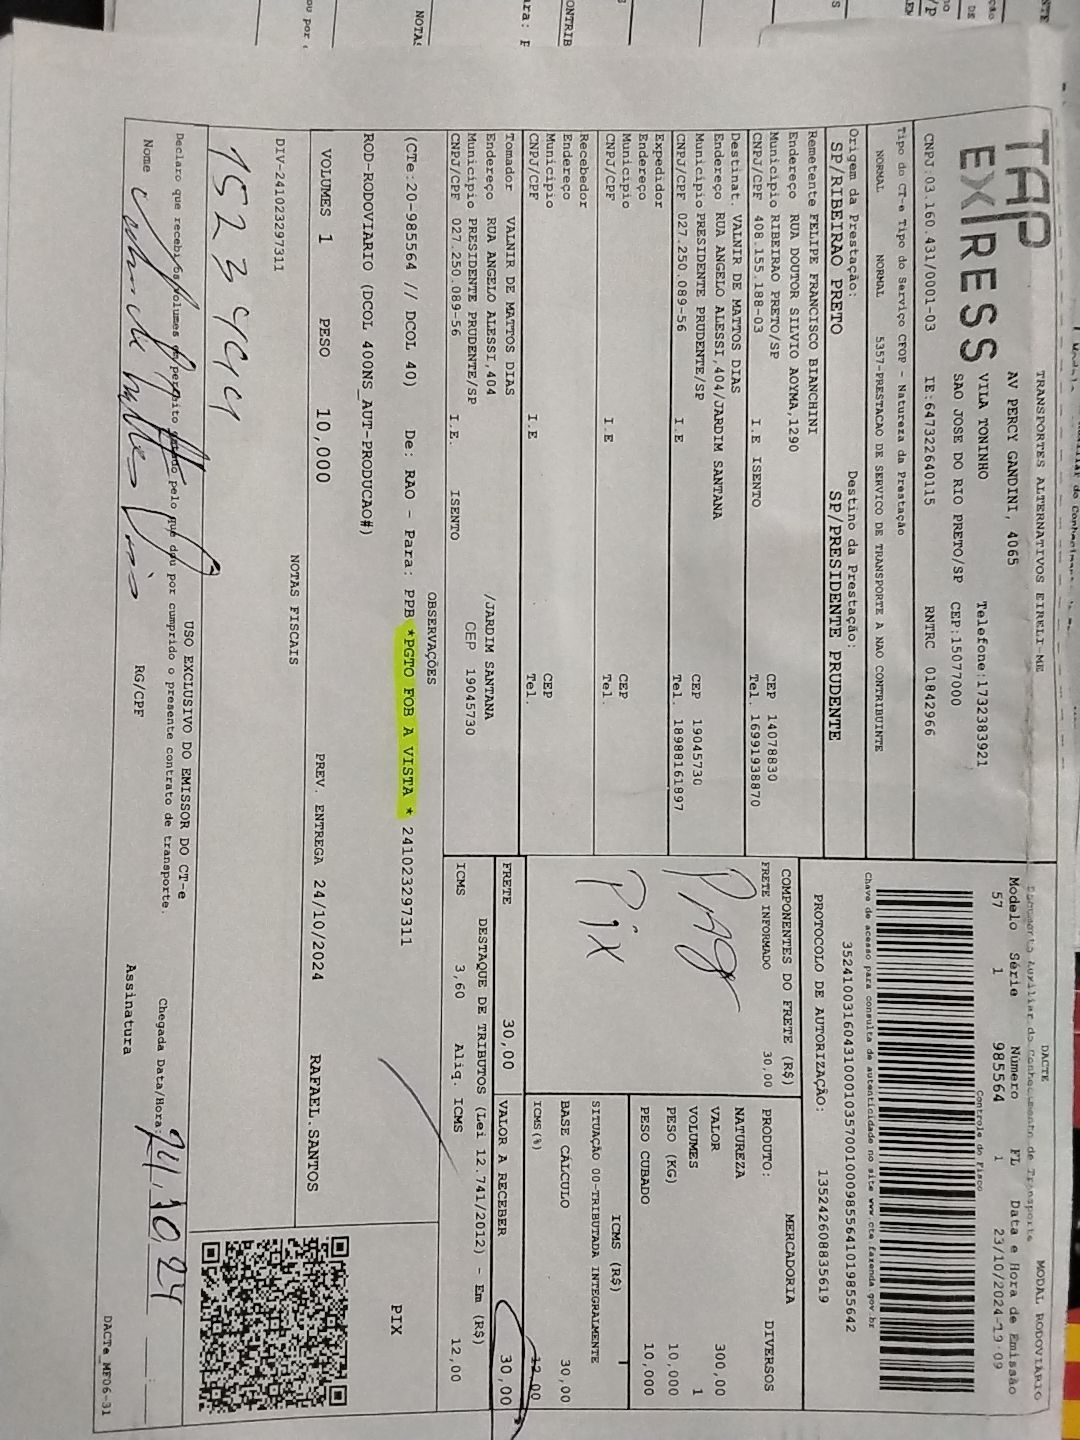 TAP EXPRESS
TRANSPORTES ALTERNATIVOS EIRELI-ME
AV PERCY GANDINI, 4065
VILA TONINHO Telefone:1732383921
SAO JOSE DO RIO PRETO/SP CEP:15077000
CNPJ:03.160.431/0001-03 IE:647322640115 RNTRC 01842966
Tipo do CT-e Tipo do Serviço CFOP - Natureza da Prestação
NORMAL NORMAL 5357-PRESTACAO DE SERVICO DE TRANSPORTE A NAO CONTRIBUINTE
Origem da Prestação: Destino da Prestação:
SP/RIBEIRAO PRETO SP/PRESIDENTE PRUDENTE
Remetente FELIPE FRANCISCO BIANCHINI
Endereço RUA DOUTOR SILVIO AOYMA,1290
Municipio RIBEIRAO PRETO/SP CEP 14078830
CNPJ/CPF 408.155.188-03 I.E ISENTO Tel. 16991938870
Destinat. VALNIR DE MATTOS DIAS
Endereço RUA ANGELO ALESSI,404/JARDIM SANTANA
Municipio PRESIDENTE PRUDENTE/SP CEP 19045730
CNPJ/CPF 027.250.089-56 I.E Tel. 18988161897
Expedidor
Endereço
Municipio CEP
CNPJ/CPF I.E Tel.
Recebedor
Endereço
Municipio CEP
CNPJ/CPF I.E Tel.
Tomador VALNIR DE MATTOS DIAS
Endereço RUA ANGELO ALESSI,404 /JARDIM SANTANA
Municipio PRESIDENTE PRUDENTE/SP CEP 19045730
CNPJ/CPF 027.250.089-56 I.E. ISENTO
DACTE MODAL RODOVIARIO
Documento Auxiliar do Conhecimento de Transporte
Modelo Série Número FL Data e Hora de Emissão
57 1 985564 1 23/10/2024-19:09
Controle do Fisco
Chave de acesso para consulta de autenticidade no site www.cte.fazenda.gov.br
35241003160431000103570010009855641019855642
PROTOCOLO DE AUTORIZAÇÃO: 135242608835619
COMPONENTES DO FRETE (R$)
FRETE INFORMADO 30,00
PAgo
Pix
MERCADORIA
PRODUTO: DIVERSOS
NATUREZA
VALOR 300,00
VOLUMES 1
PESO (KG) 10,000
PESO CUBADO 10,000
ICMS (R$)
SITUAÇÃO 00-TRIBUTADA INTEGRALMENTE
BASE CÁLCULO 30,00
ICMS(%) 12,00
FRETE 30,00 VALOR A RECEBER 30,00
DESTAQUE DE TRIBUTOS (Lei 12.741/2012) - Em (R$)
ICMS 3,60 Aliq. ICMS 12,00
OBSERVAÇÕES
(CTe:20-985564 // DCOL 40) De: RAO - Para: PPB *PGTO FOB A VISTA * 241023297311
ROD-RODOVIARIO (DCOL 400NS_AUT-PRODUCAO#)
PIX
VOLUMES 1 PESO 10,000 PREV. ENTREGA 24/10/2024 RAFAEL.SANTOS
NOTAS FISCAIS
DIV-241023297311
USO EXCLUSIVO DO EMISSOR DO CT-e
Declaro que recebi os volumes em perfeito estado pelo que dou por cumprido o presente contrato de transporte.
Chegada Data/Hora: 24.10.24
Nome RG/CPF Assinatura
DACTe_MF06-31